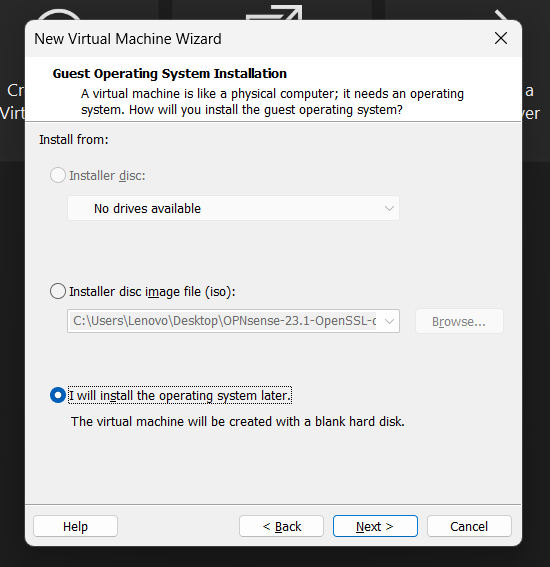 New Virtual Machine Wizard
Guest Operating System Installation
A virtual machine is like a physical computer; it needs an operating
system. How will you install the guest operating system?
Install from:
Installer disc:
No drives available
Installer disc image file (iso):
C:\Users\Lenovo\Desktop\OPNsense-23.1-OpenSSL-d
Browse...
I will install the operating system later.
The virtual machine will be created with a blank hard disk.
Help
< Back
Next >
Cancel
Cr
Virt
a
ver